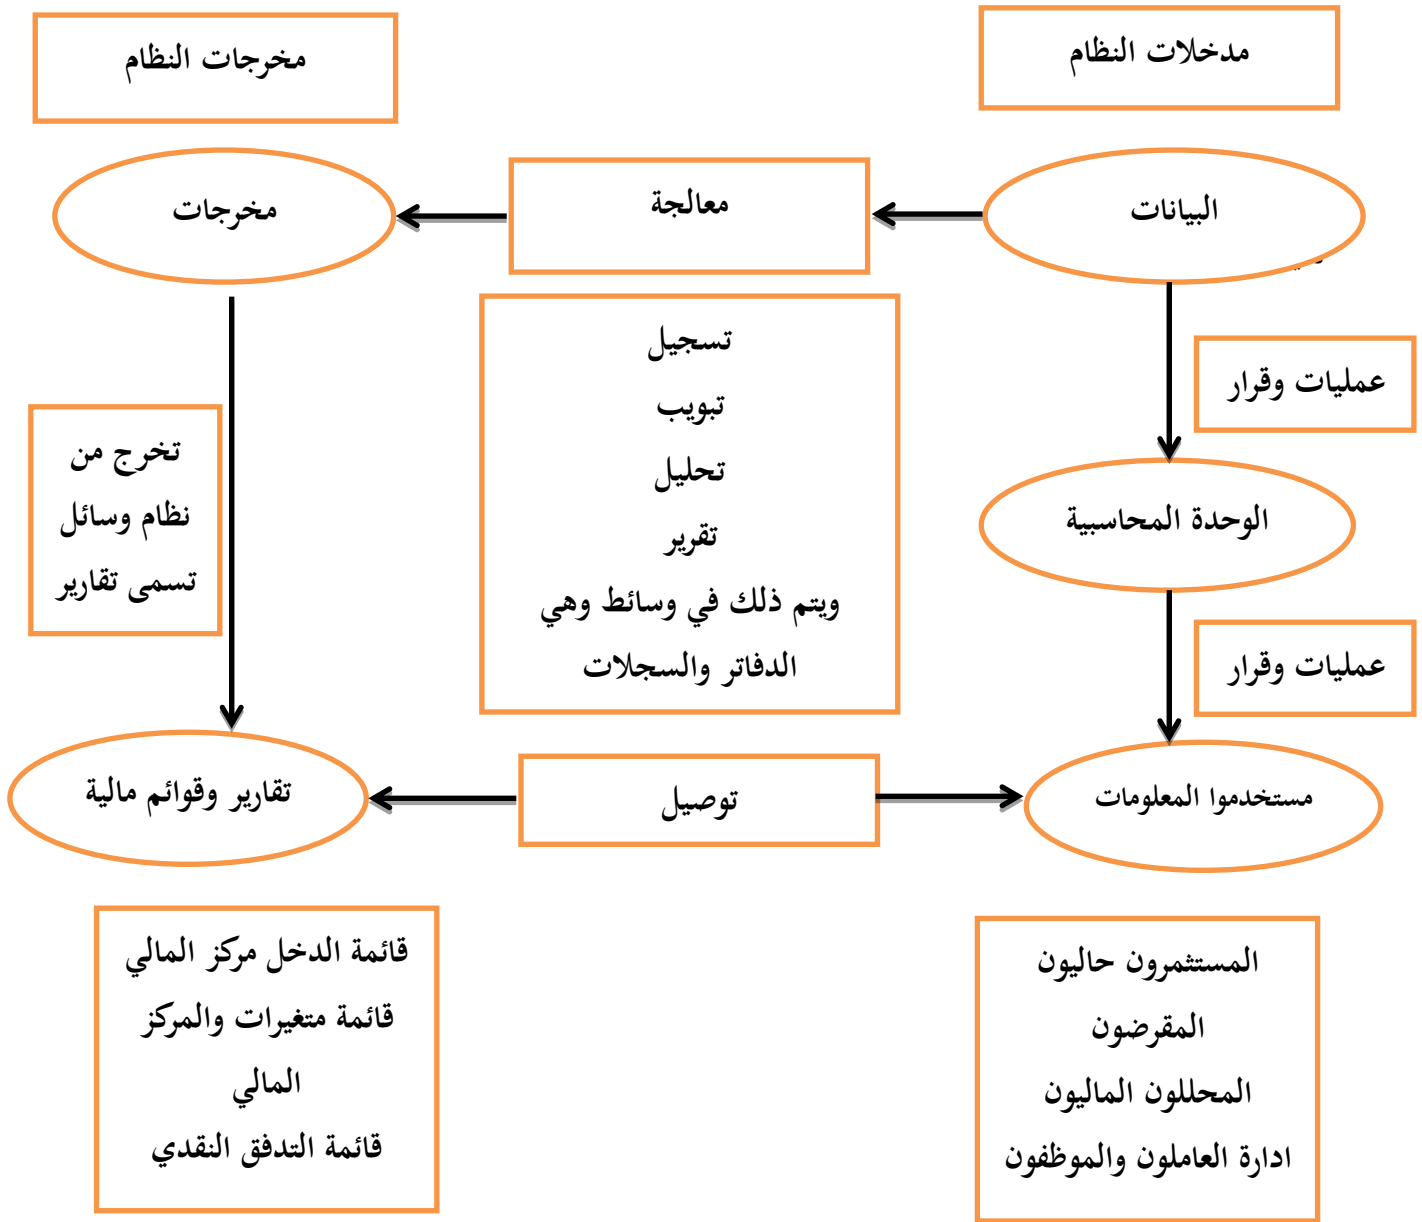 مدخلات النظام
مخرجات النظام
البيانات
معالجة
مخرجات
عمليات وقرار
تسجيل
تبويب
تحليل
تقرير
ويتم ذلك في وسائط وهي
الدفاتر والسجلات
تخرج من
نظام وسائل
تسمى تقارير
الوحدة المحاسبية
عمليات وقرار
مستخدموا المعلومات
توصيل
تقارير وقوائم مالية
المستثمرون حاليون
المقرضون
المحللون الماليون
ادارة العاملون والموظفون
قائمة الدخل مركز المالي
قائمة متغيرات والمركز
المالي
قائمة التدفق النقدي